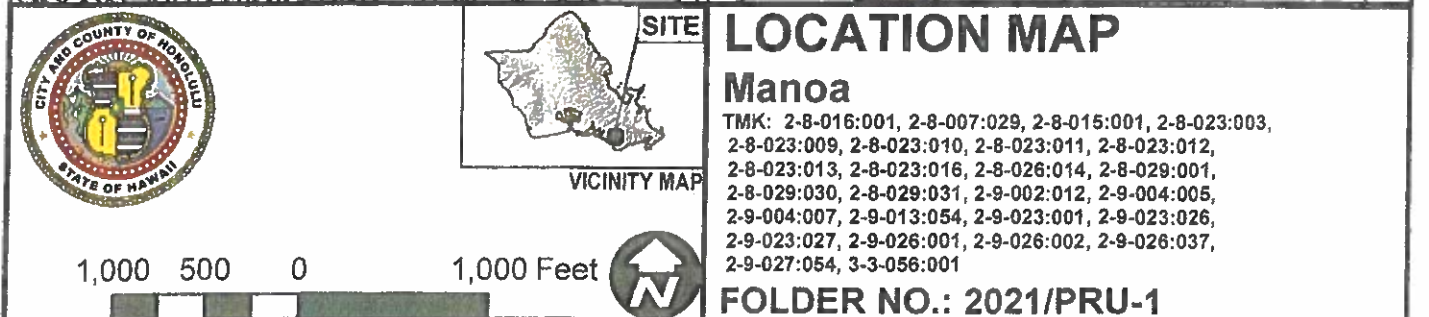 CITY AND COUNTY OF HONOLULU
STATE OF HAWAII
SITE
VICINITY MAP
1,000 500 0 1,000 Feet
N
LOCATION MAP
Manoa
TMK: 2-8-016:001, 2-8-007:029, 2-8-015:001, 2-8-023:003,
2-8-023:009, 2-8-023:010, 2-8-023:011, 2-8-023:012,
2-8-023:013, 2-8-023:016, 2-8-026:014, 2-8-029:001,
2-8-029:030, 2-8-029:031, 2-9-002:012, 2-9-004:005,
2-9-004:007, 2-9-013:054, 2-9-023:001, 2-9-023:026,
2-9-023:027, 2-9-026:001, 2-9-026:002, 2-9-026:037,
2-9-027:054, 3-3-056:001
FOLDER NO.: 2021/PRU-1